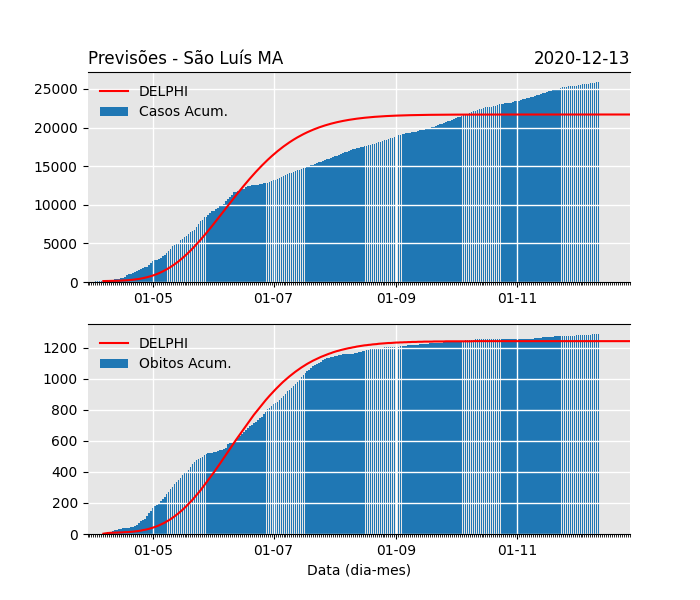 Previsões - São Luís MA 2020-12-13
25000
20000
15000
10000
5000
0
DELPHI
Casos Acum.
01-05 01-07 01-09 01-11
1200
1000
800
600
400
200
0
DELPHI
Obitos Acum.
01-05 01-07 01-09 01-11
Data (dia-mes)